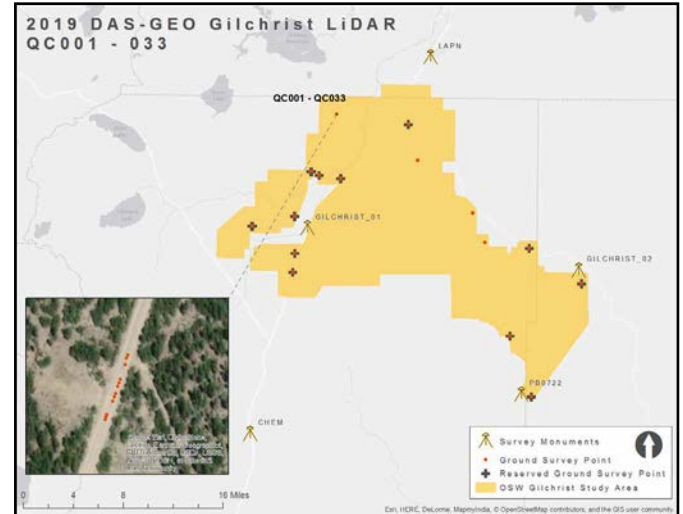 2019 DAS-GEO Gilchrist LiDAR
QC001 - 033
LAPN
QC001 - QC033
GILCHRIST_01
GILCHRIST_02
PB0722
CHEM
0 4 8 16 Miles
Survey Monuments
Ground Survey Point
Reserved Ground Survey Point
OSW Gilchrist Study Area
Esri, HERE, DeLorme, MapmyIndia, © OpenStreetMap contributors, and the GIS user community